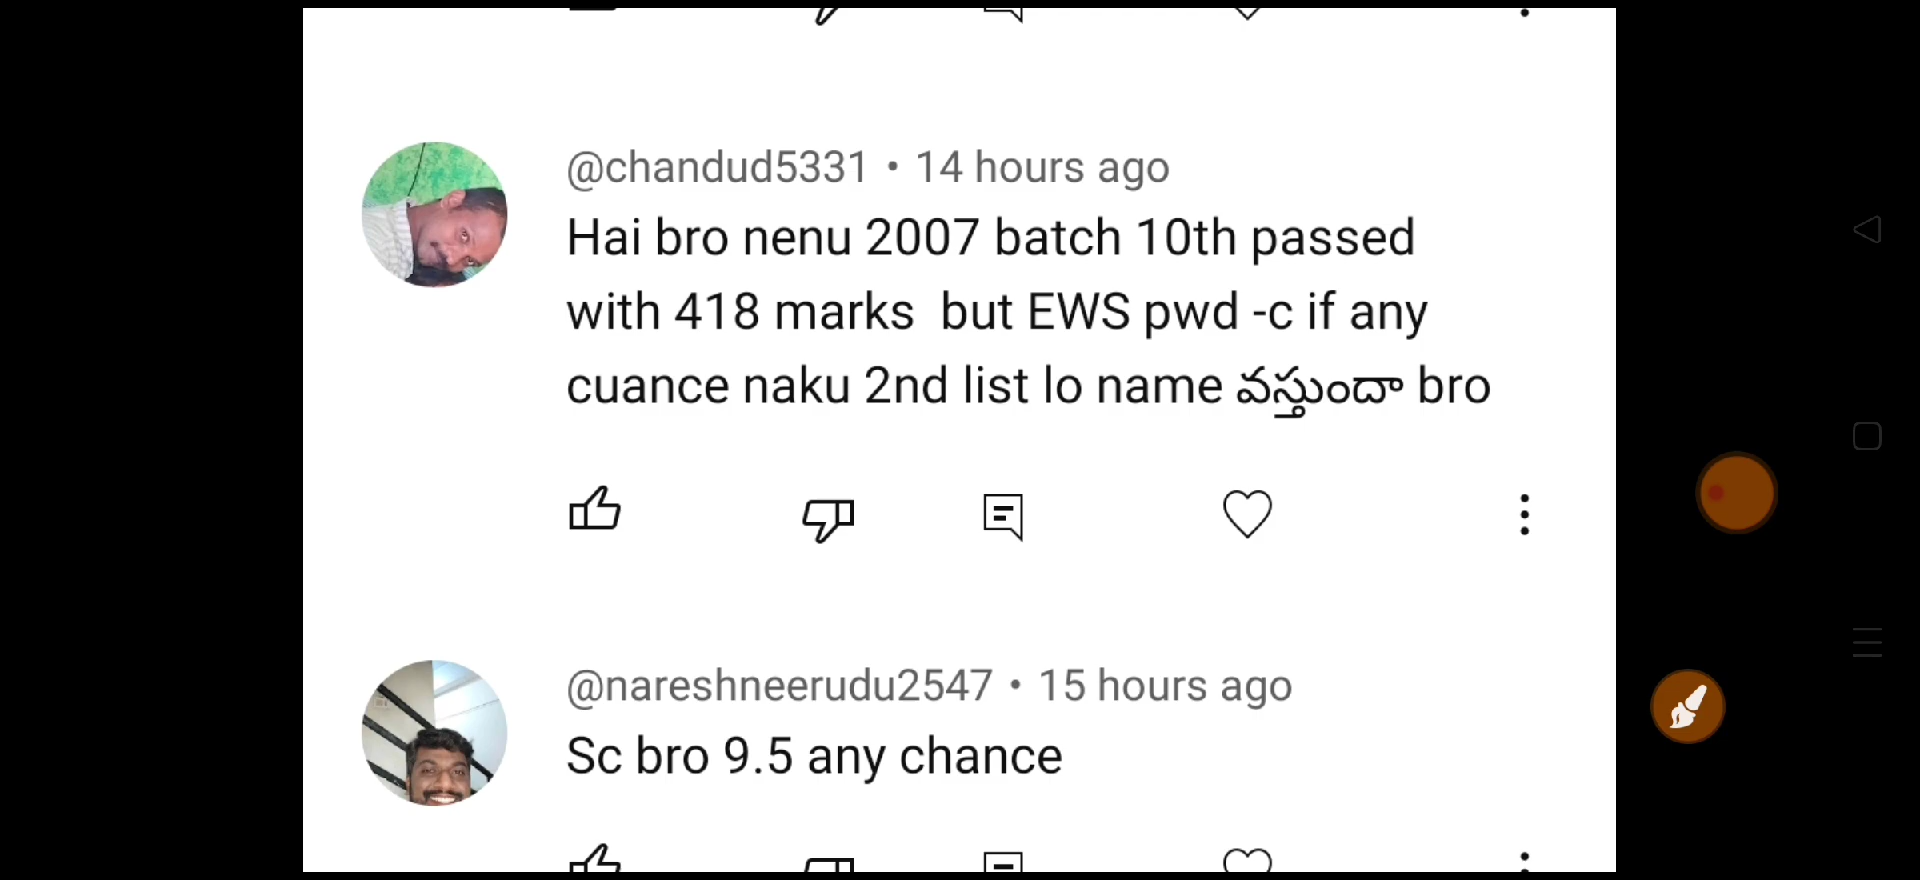 @chandud5331 • 14 hours ago
Hai bro nenu 2007 batch 10th passed
with 418 marks  but EWS pwd -c if any
cuance naku 2nd list lo name వస్తుందా bro
@nareshneerudu2547 • 15 hours ago
Sc bro 9.5 any chance